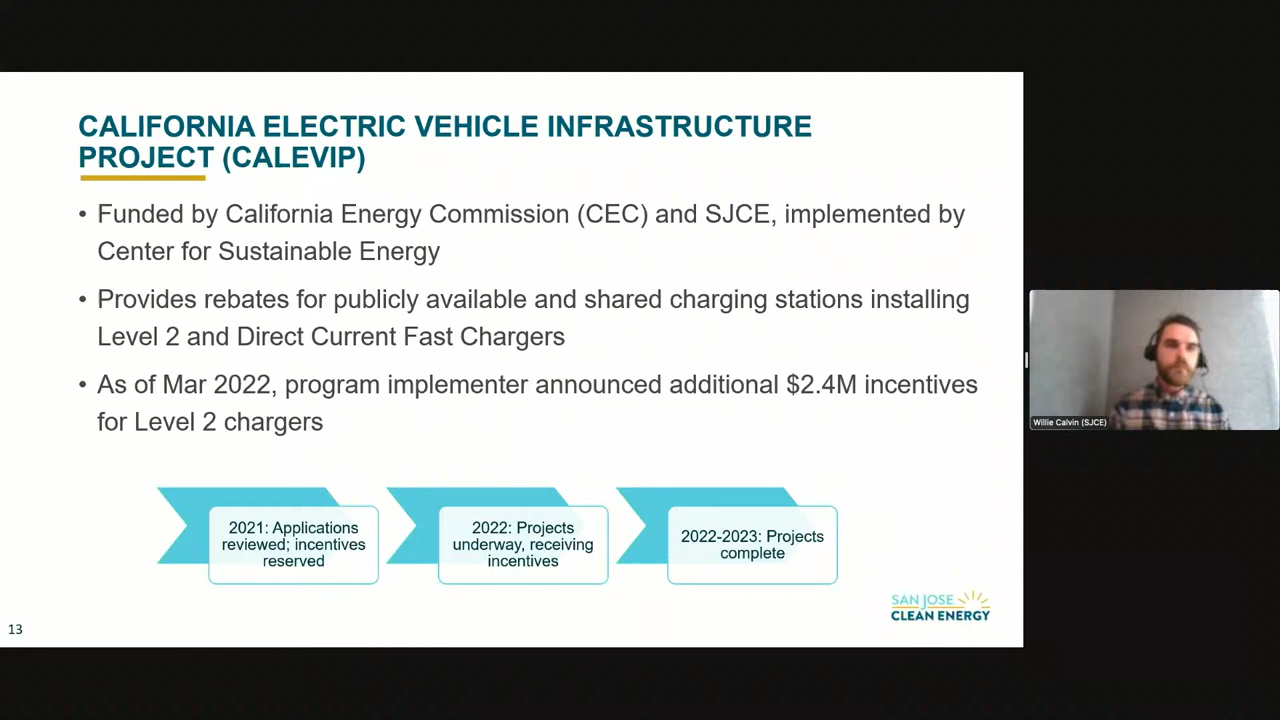 CALIFORNIA ELECTRIC VEHICLE INFRASTRUCTURE
PROJECT (CALEVIP)
• Funded by California Energy Commission (CEC) and SJCE, implemented by
Center for Sustainable Energy
• Provides rebates for publicly available and shared charging stations installing
Level 2 and Direct Current Fast Chargers
• As of Mar 2022, program implementer announced additional $2.4M incentives
for Level 2 chargers
2021: Applications
reviewed; incentives
reserved
2022: Projects
underway, receiving
incentives
2022-2023: Projects
complete
SAN JOSE
CLEAN ENERGY
13
Willie Calvin (SJCE)